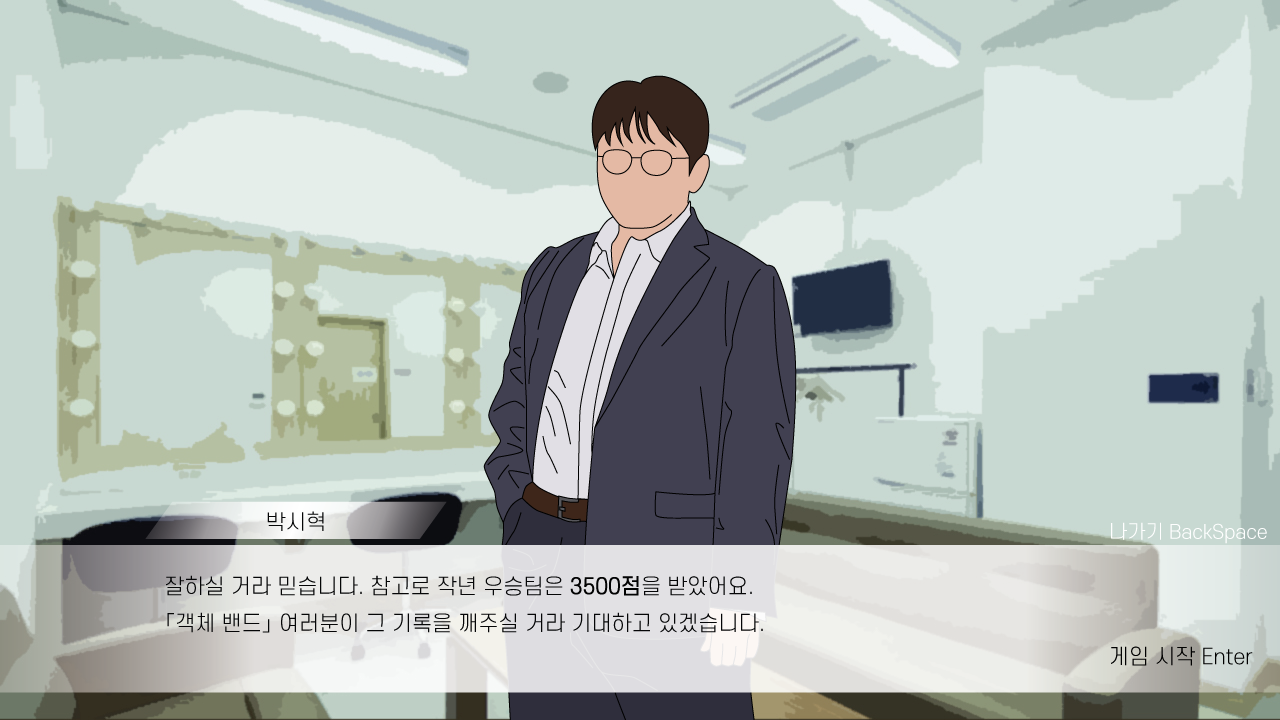 박시혁
나가기 BackSpace
잘하실 거라 믿습니다. 참고로 작년 우승팀은 3500점을 받았어요.
「객체 밴드」 여러분이 그 기록을 깨주실 거라 기대하고 있겠습니다.
게임 시작 Enter